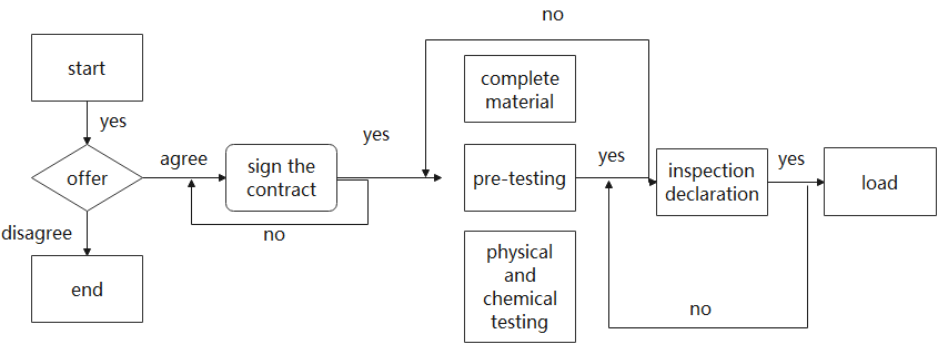 no
start
complete
material
yes
yes
agree
sign the
contract
yes
yes
offer
pre-testing
inspection
declaration
load
disagree
no
physical
and
chemical
testing
end
no